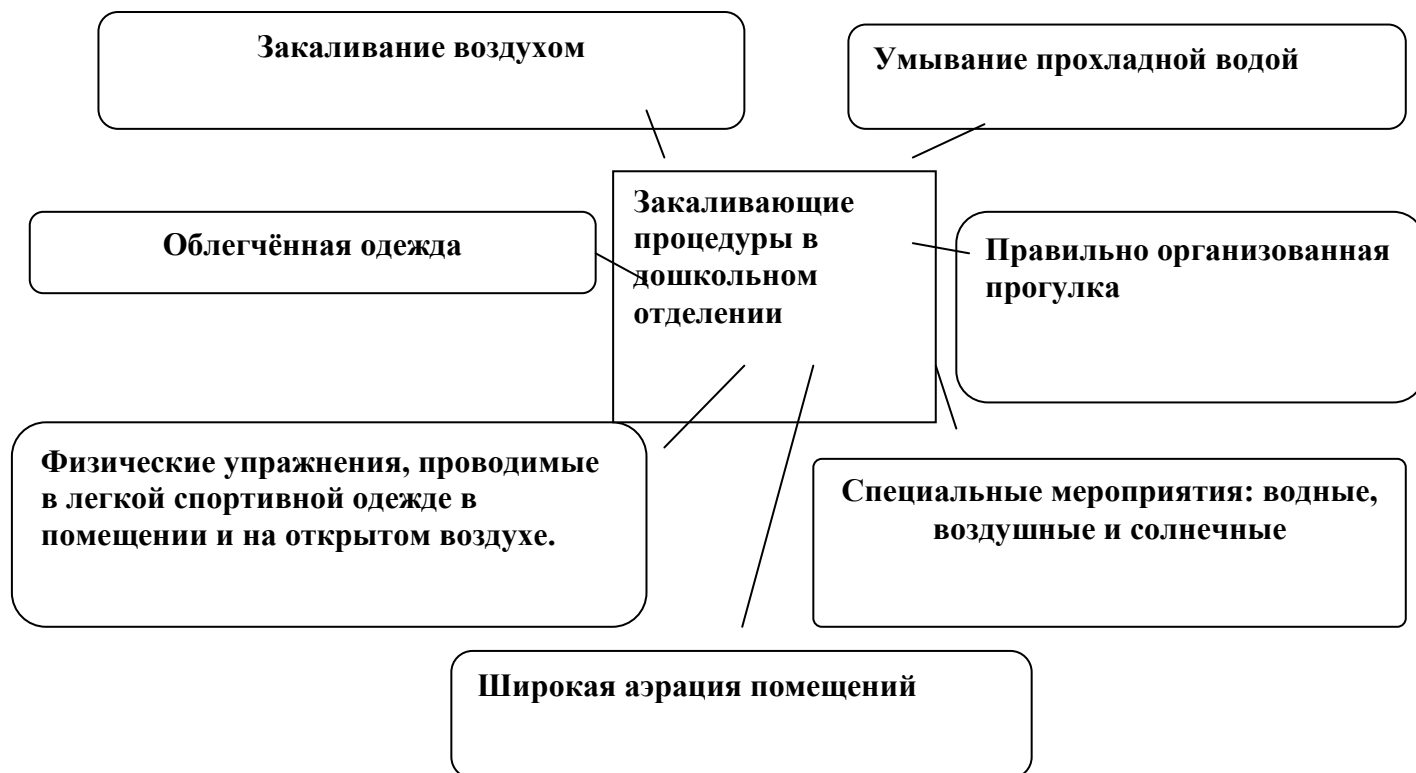 Закаливание воздухом
Умывание прохладной водой
Закаливающие
процедуры в
дошкольном
отделении
Облегчённая одежда
Правильно организованная
прогулка
Физические упражнения, проводимые
в легкой спортивной одежде в
помещении и на открытом воздухе.
Специальные мероприятия: водные,
воздушные и солнечные
Широкая аэрация помещений